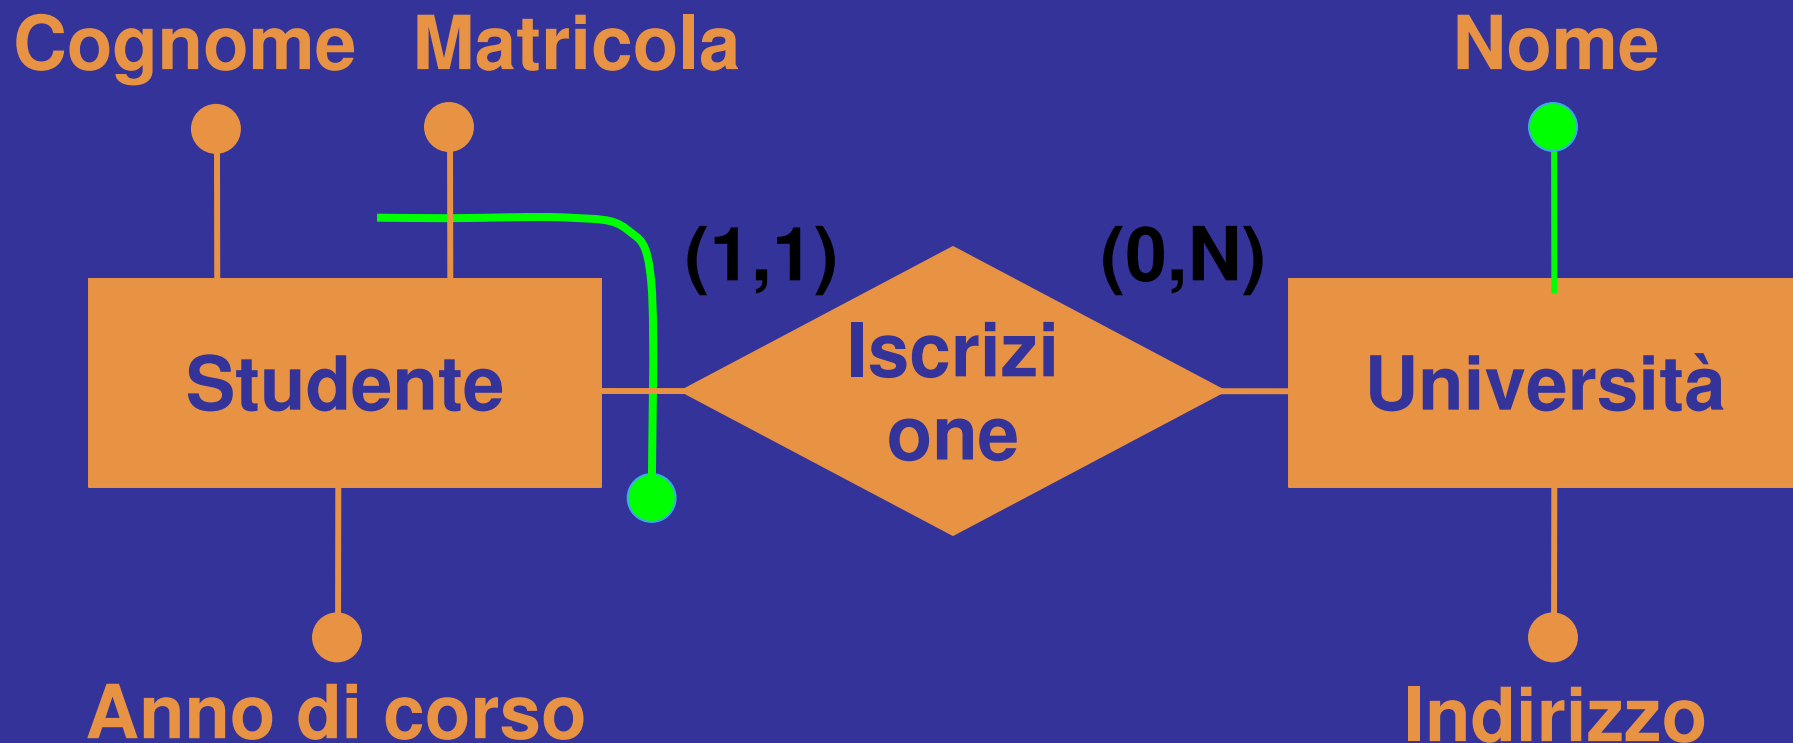 Cognome Matricola Nome
(1,1) (0,N)
Studente
Iscrizi
one
Università
Anno di corso
Indirizzo